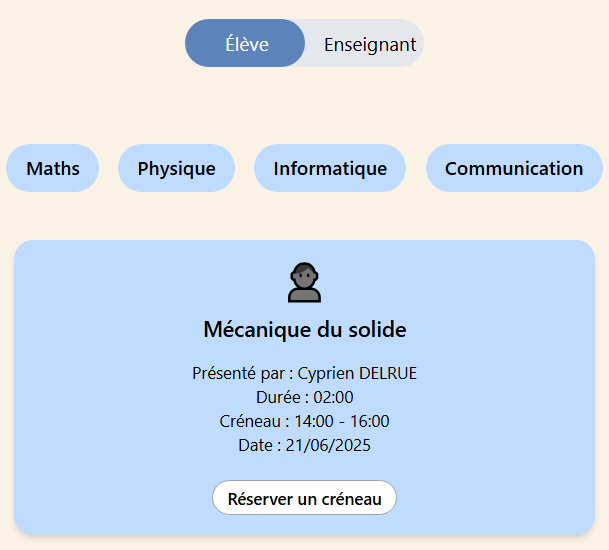 Élève Enseignant
Maths Physique Informatique Communication
Mécanique du solide
Présenté par : Cyprien DELRUE
Durée : 02:00
Créneau : 14:00 - 16:00
Date : 21/06/2025
Réserver un créneau